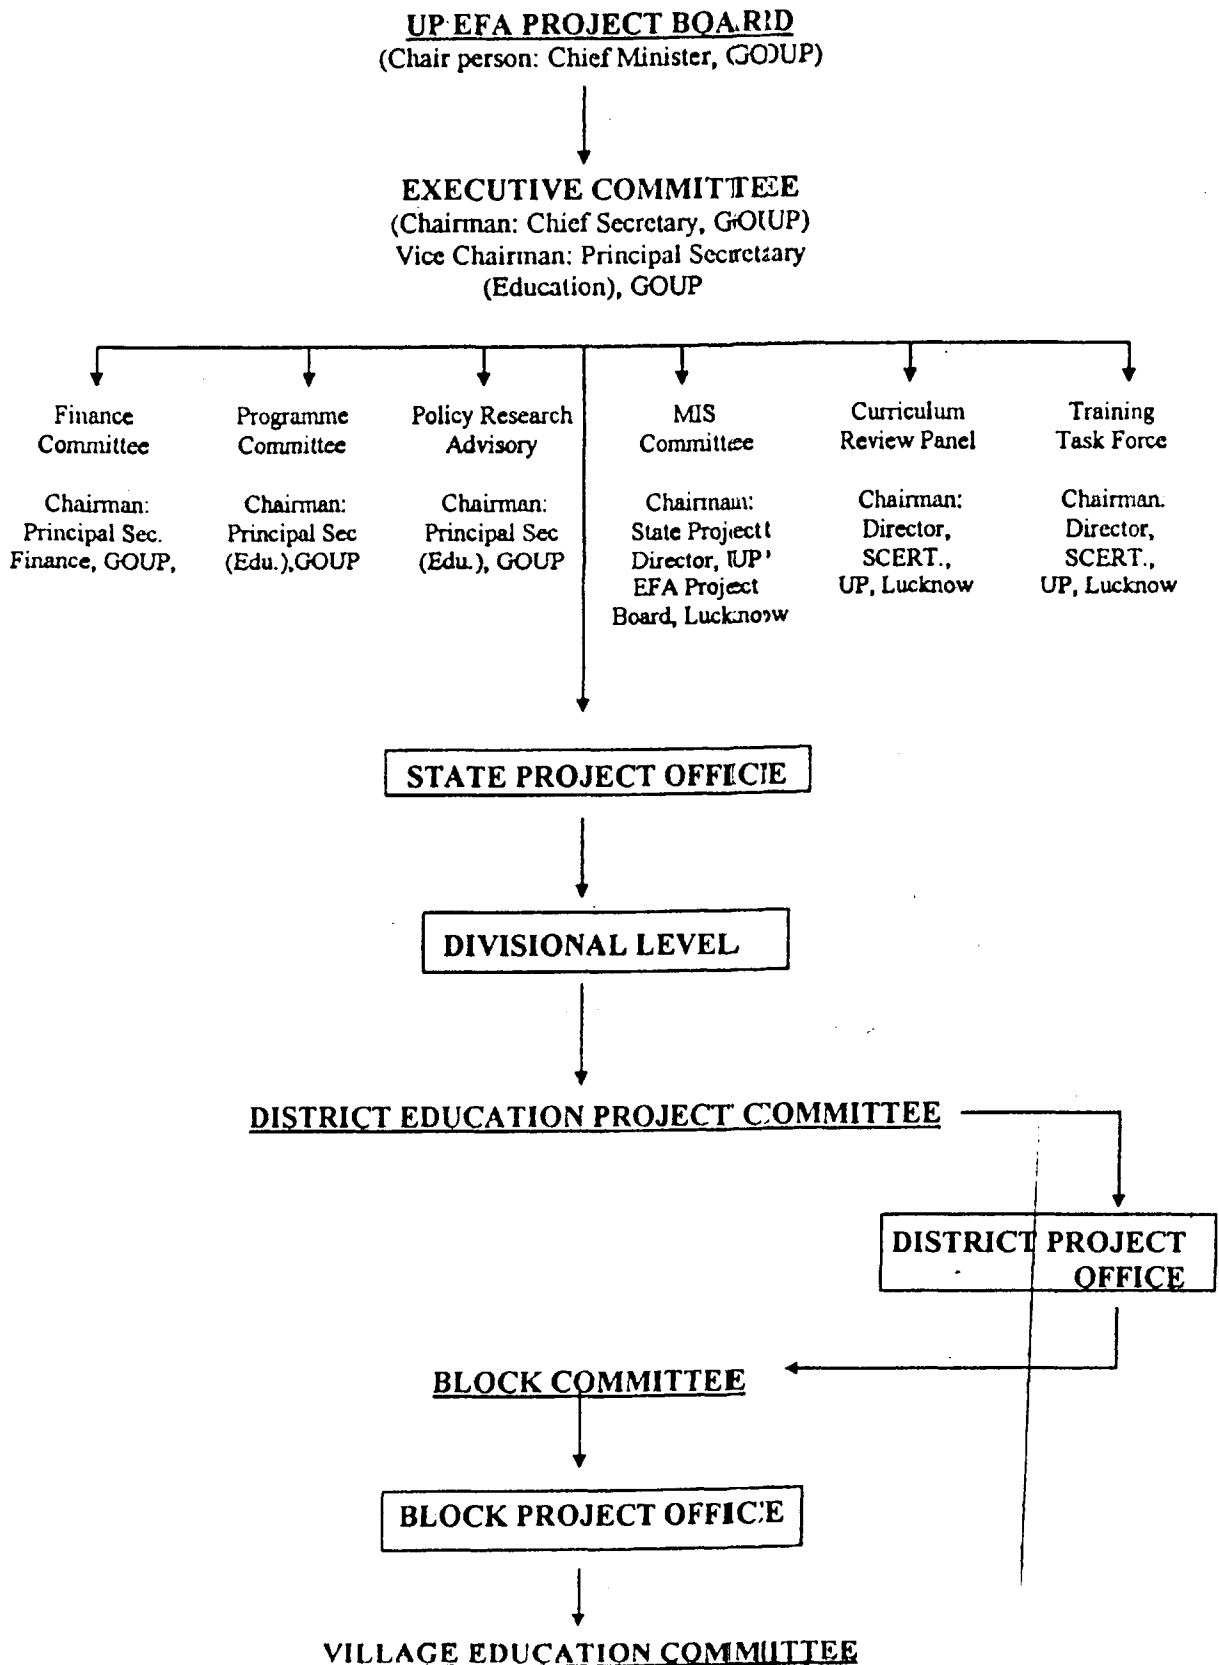 UP EFA PROJECT BOARD
(Chair person: Chief Minister, GOUP)
EXECUTIVE COMMITTEE
(Chairman: Chief Secretary, GOUP)
Vice Chairman: Principal Secretary
(Education), GOUP
Finance
Committee
Chairman:
Principal Sec.
Finance, GOUP,
Programme
Committee
Chairman:
Principal Sec
(Edu.),GOUP
Policy Research
Advisory
Chairman:
Principal Sec
(Edu.), GOUP
MIS
Committee
Chairman:
State Project
Director, UP
EFA Project
Board, Lucknow
Curriculum
Review Panel
Chairman:
Director,
SCERT.,
UP, Lucknow
Training
Task Force
Chairman.
Director,
SCERT.,
UP, Lucknow
STATE PROJECT OFFICE
DIVISIONAL LEVEL
DISTRICT EDUCATION PROJECT COMMITTEE
DISTRICT PROJECT
OFFICE
BLOCK COMMITTEE
BLOCK PROJECT OFFICE
VILLAGE EDUCATION COMMITTEE